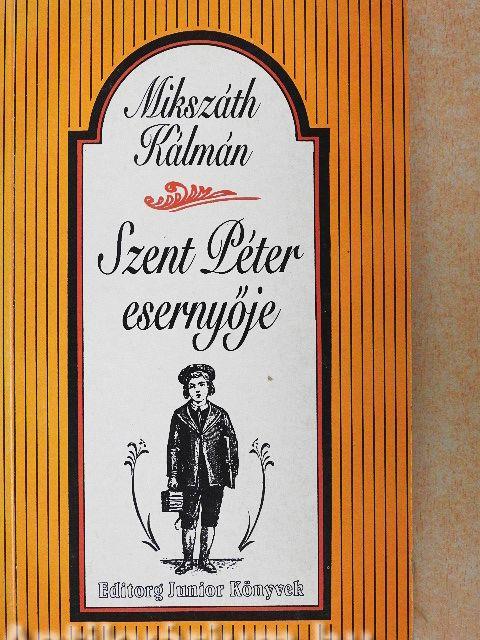 Mikszáth
Kálmán
Szent Péter
esernyője
Editorg Junior Könyvek